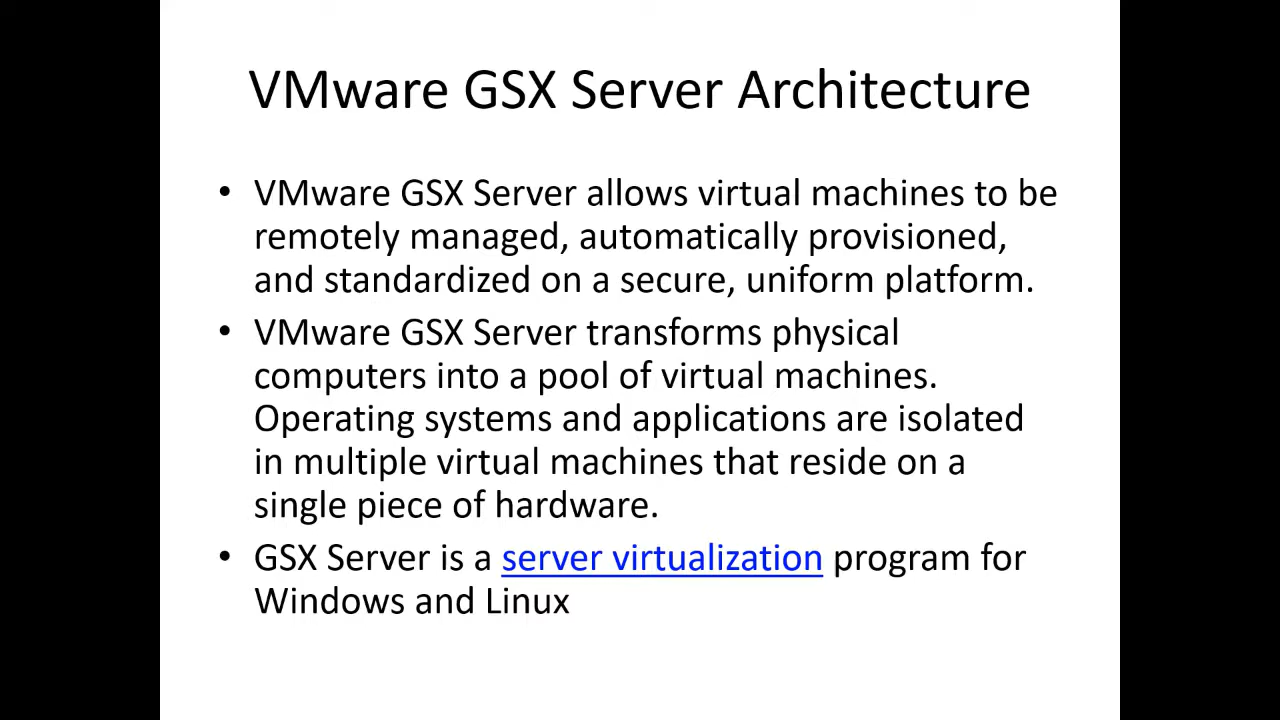 VMware GSX Server Architecture
• VMware GSX Server allows virtual machines to be
remotely managed, automatically provisioned,
and standardized on a secure, uniform platform.
• VMware GSX Server transforms physical
computers into a pool of virtual machines.
Operating systems and applications are isolated
in multiple virtual machines that reside on a
single piece of hardware.
• GSX Server is a server virtualization program for
Windows and Linux